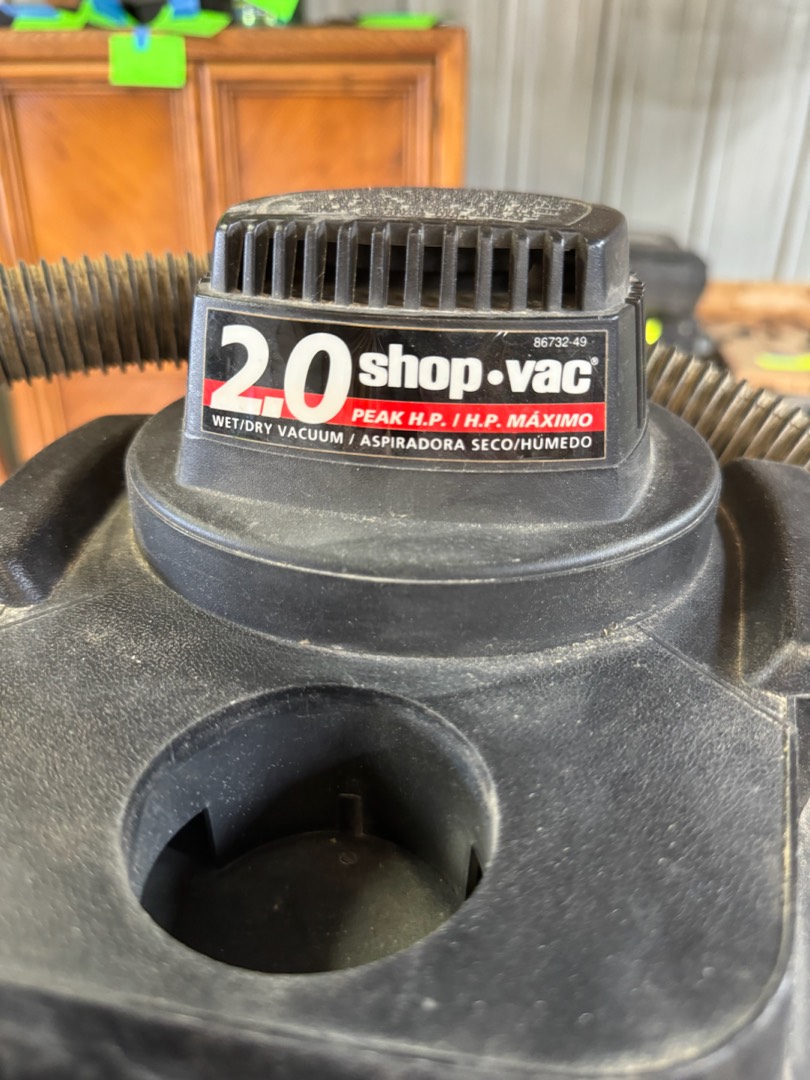 86732-49
2.0 shop•vac®
PEAK H.P. / H.P. MÁXIMO
WET/DRY VACUUM / ASPIRADORA SECO/HÚMEDO